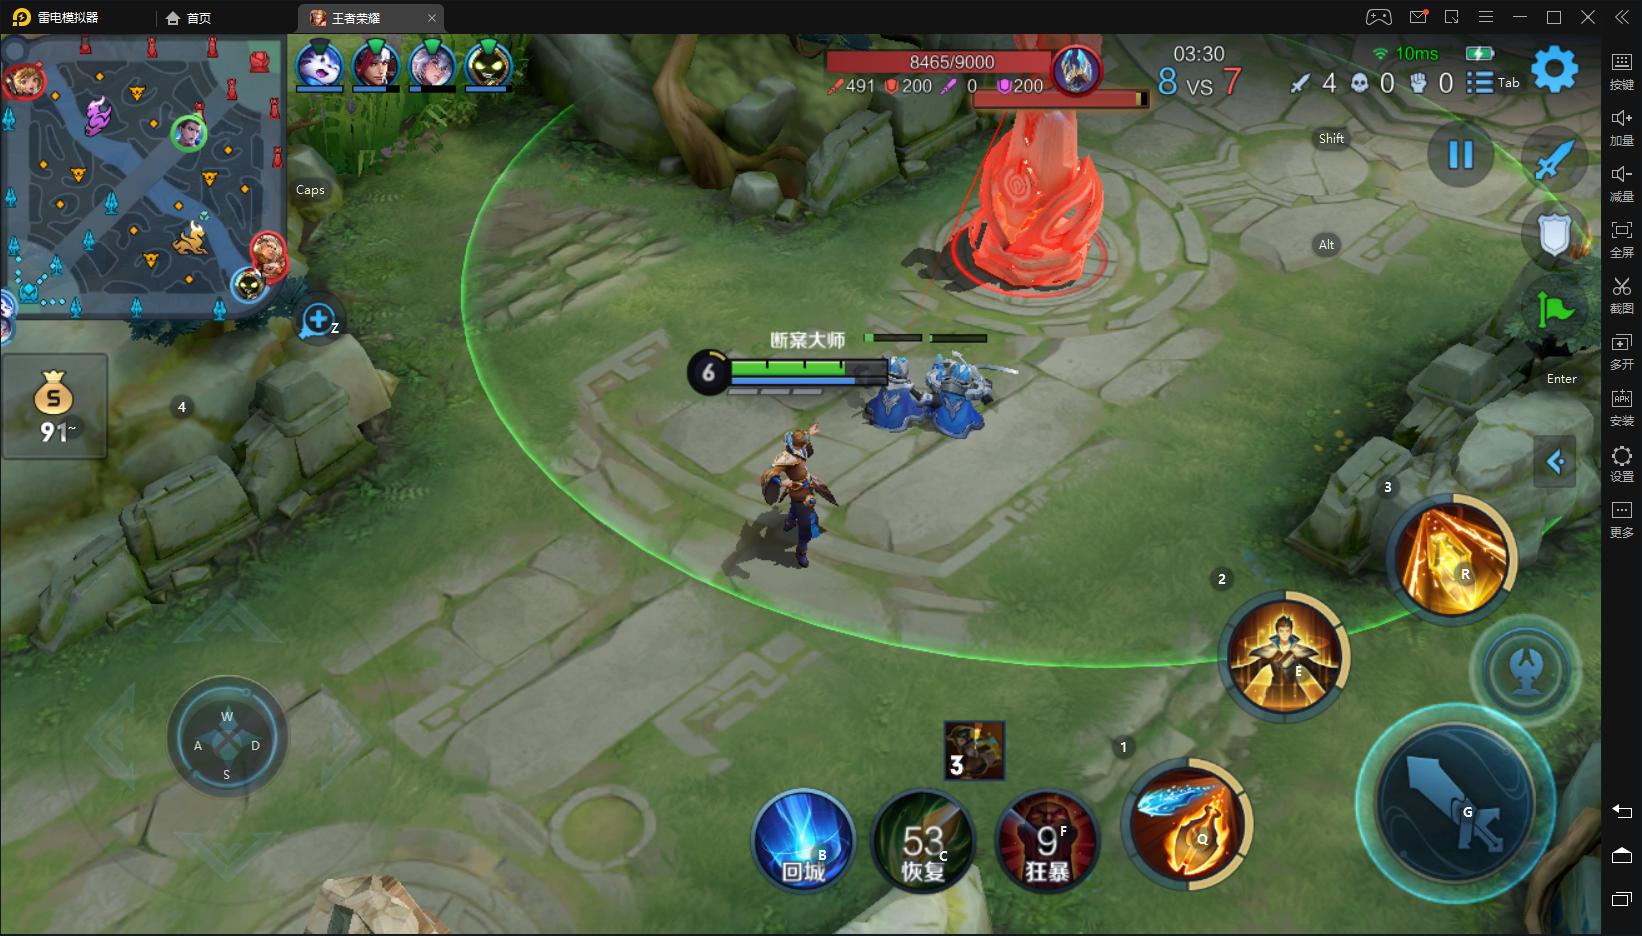 雷电模拟器
首页
王者荣耀
8465/9000
491 200 0 200
03:30
8 VS 7
10ms
4 0 0
Tab
按键
加量
减量
全屏
截图
多开
安装
APK
设置
更多
Shift
Caps
Alt
Z
断案大师
6
Enter
S
91~
4
3
R
2
E
W
A D
S
3
1
G
Q
B
回城
53
C
恢复
9
F
狂暴